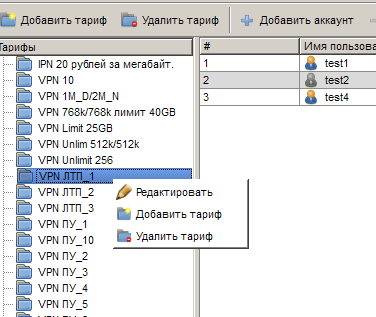 Добавить тариф Удалить тариф Добавить аккаунт
Тарифы
IPN 20 рублей за мегабайт.
VPN 10
VPN 1M_D/2M_N
VPN 768k/768k лимит 40GB
VPN Limit 25GB
VPN Unlim 512k/512k
VPN Unlimit 256
VPN ЛТП_1
VPN ЛТП_2
VPN ЛТП_3
VPN ПУ_1
VPN ПУ_10
VPN ПУ_2
VPN ПУ_3
VPN ПУ_4
VPN ПУ_5
Редактировать
Добавить тариф
Удалить тариф
# Имя пользова
1 test1
2 test2
3 test4